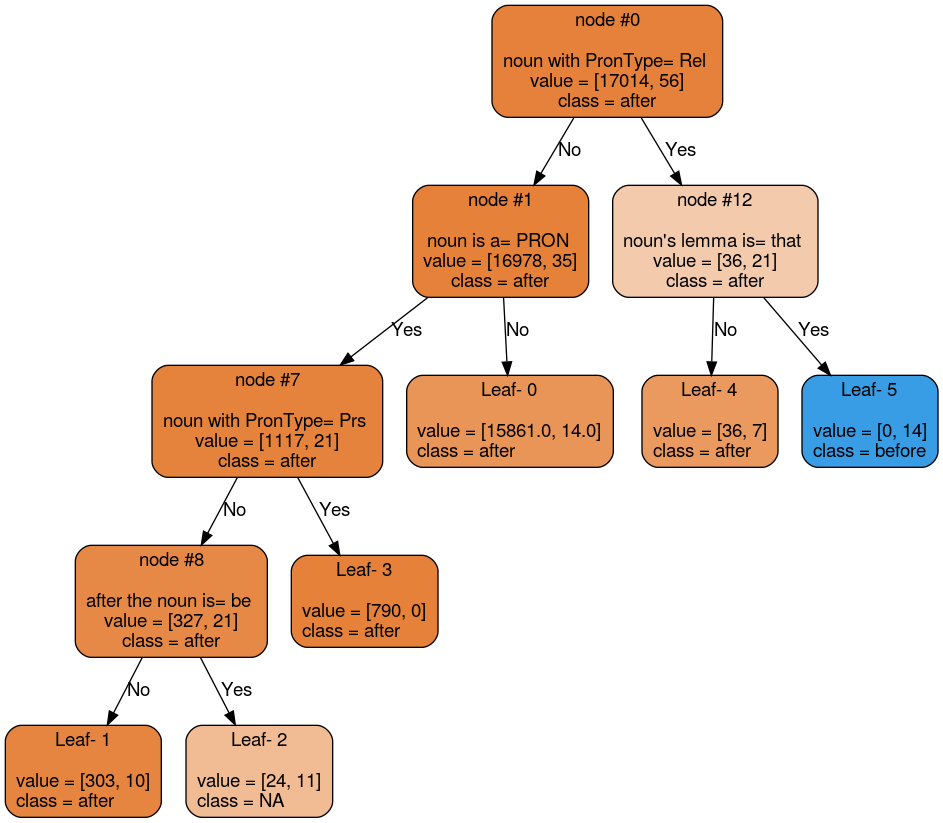 node #0
noun with PronType= Rel
value = [17014, 56]
class = after
No
Yes
node #1
noun is a= PRON
value = [16978, 35]
class = after
node #12
noun's lemma is= that
value = [36, 21]
class = after
Yes
No
No
Yes
node #7
noun with PronType= Prs
value = [1117, 21]
class = after
Leaf- 0
value = [15861.0, 14.0]
class = after
Leaf- 4
value = [36, 7]
class = after
Leaf- 5
value = [0, 14]
class = before
No
Yes
node #8
after the noun is= be
value = [327, 21]
class = after
Leaf- 3
value = [790, 0]
class = after
No
Yes
Leaf- 1
value = [303, 10]
class = after
Leaf- 2
value = [24, 11]
class = NA